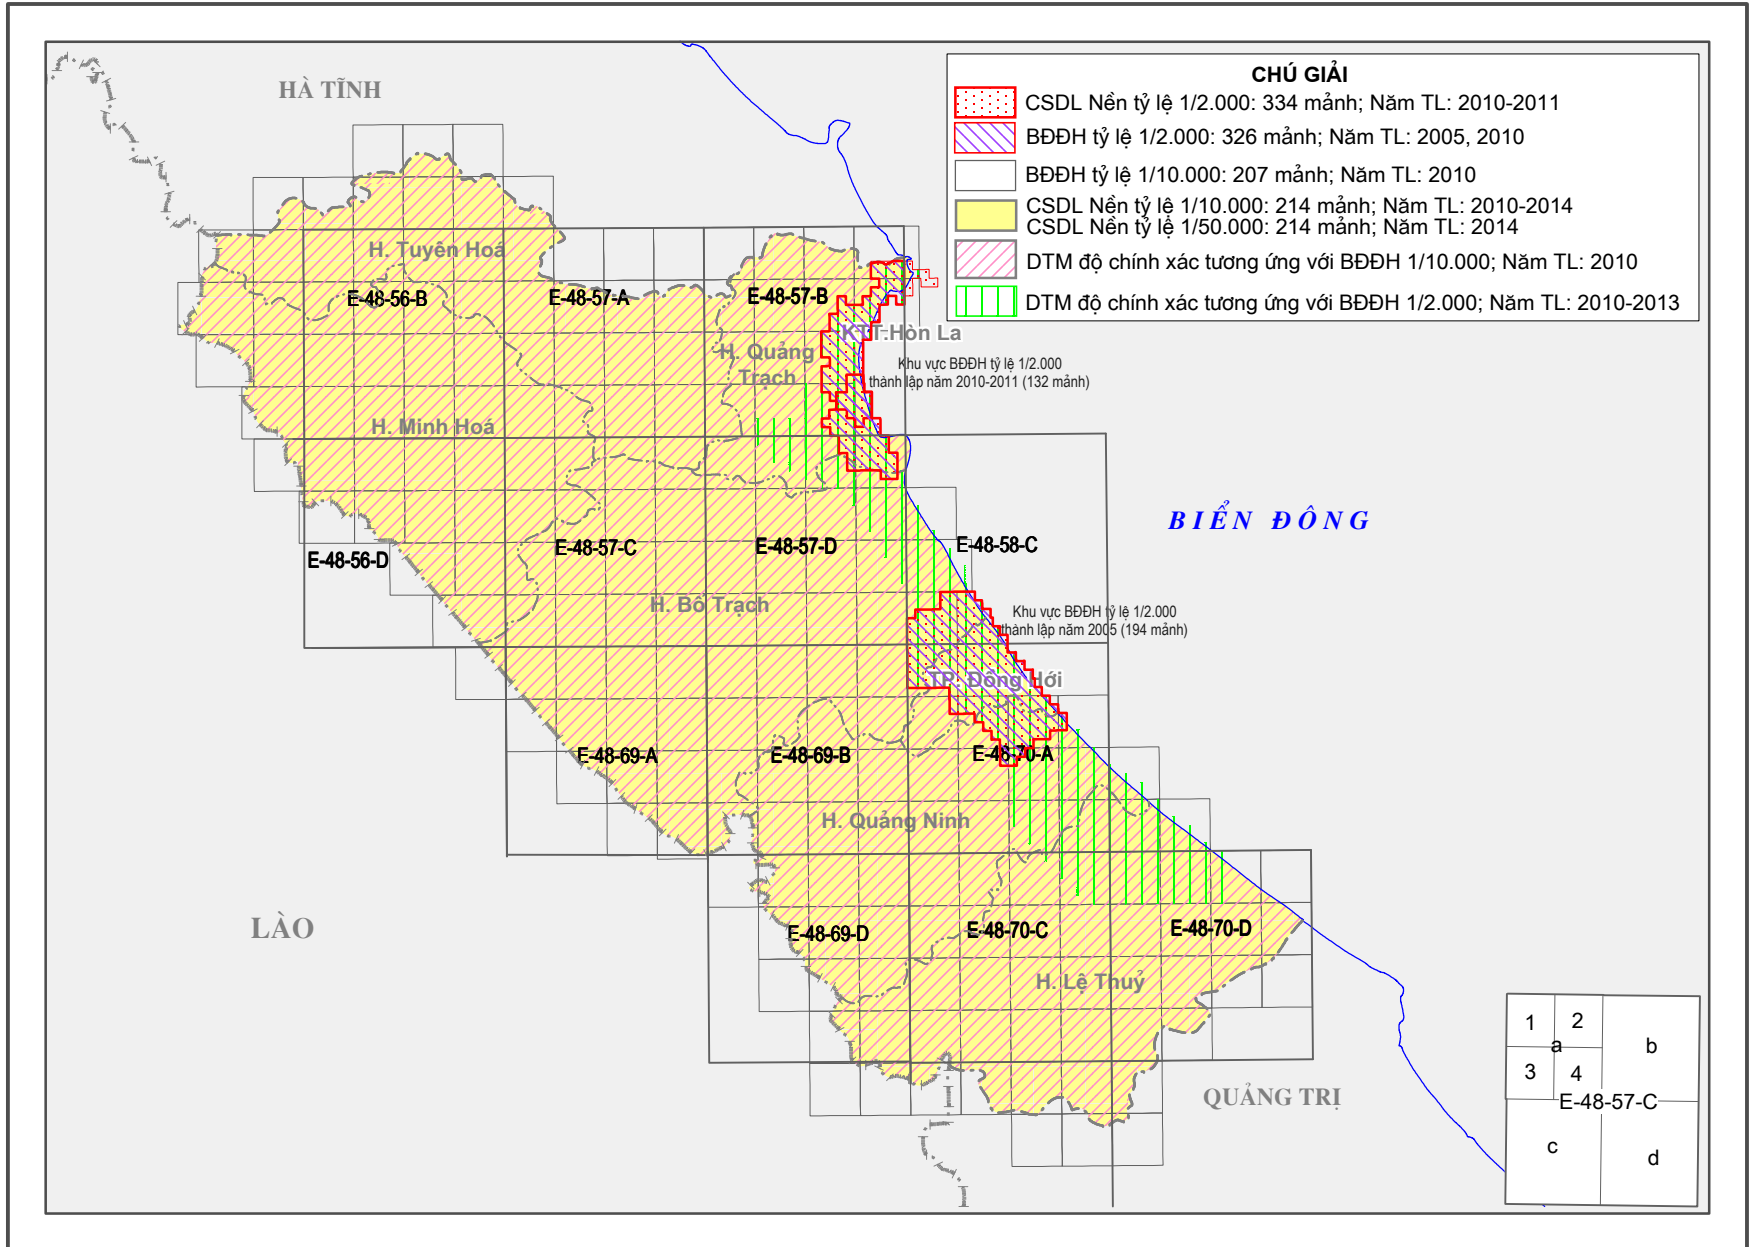 HÀ TĨNH
CHÚ GIẢI
CSDL Nền tỷ lệ 1/2.000: 334 mảnh; Năm TL: 2010-2011
BĐĐH tỷ lệ 1/2.000: 326 mảnh; Năm TL: 2005, 2010
BĐĐH tỷ lệ 1/10.000: 207 mảnh; Năm TL: 2010
CSDL Nền tỷ lệ 1/10.000: 214 mảnh; Năm TL: 2010-2014
CSDL Nền tỷ lệ 1/50.000: 214 mảnh; Năm TL: 2014
DTM độ chính xác tương ứng với BĐĐH 1/10.000; Năm TL: 2010
DTM độ chính xác tương ứng với BĐĐH 1/2.000; Năm TL: 2010-2013
H. Tuyên Hoá
E-48-56-B
E-48-57-A
E-48-57-B
KTT.Hòn La
H. Quảng
Trạch
Khu vực BĐĐH tỷ lệ 1/2.000
thành lập năm 2010-2011 (132 mảnh)
H. Minh Hoá
BIỂN ĐÔNG
E-48-56-D
E-48-57-C
E-48-57-D
E-48-58-C
H. Bố Trạch
Khu vực BĐĐH tỷ lệ 1/2.000
thành lập năm 2005 (194 mảnh)
TP. Đồng Hới
E-48-69-A
E-48-69-B
E-48-70-A
H. Quảng Ninh
LÀO
E-48-69-D
E-48-70-C
E-48-70-D
H. Lệ Thuỷ
QUẢNG TRỊ
1
2
a
b
3
4
E-48-57-C
c
d